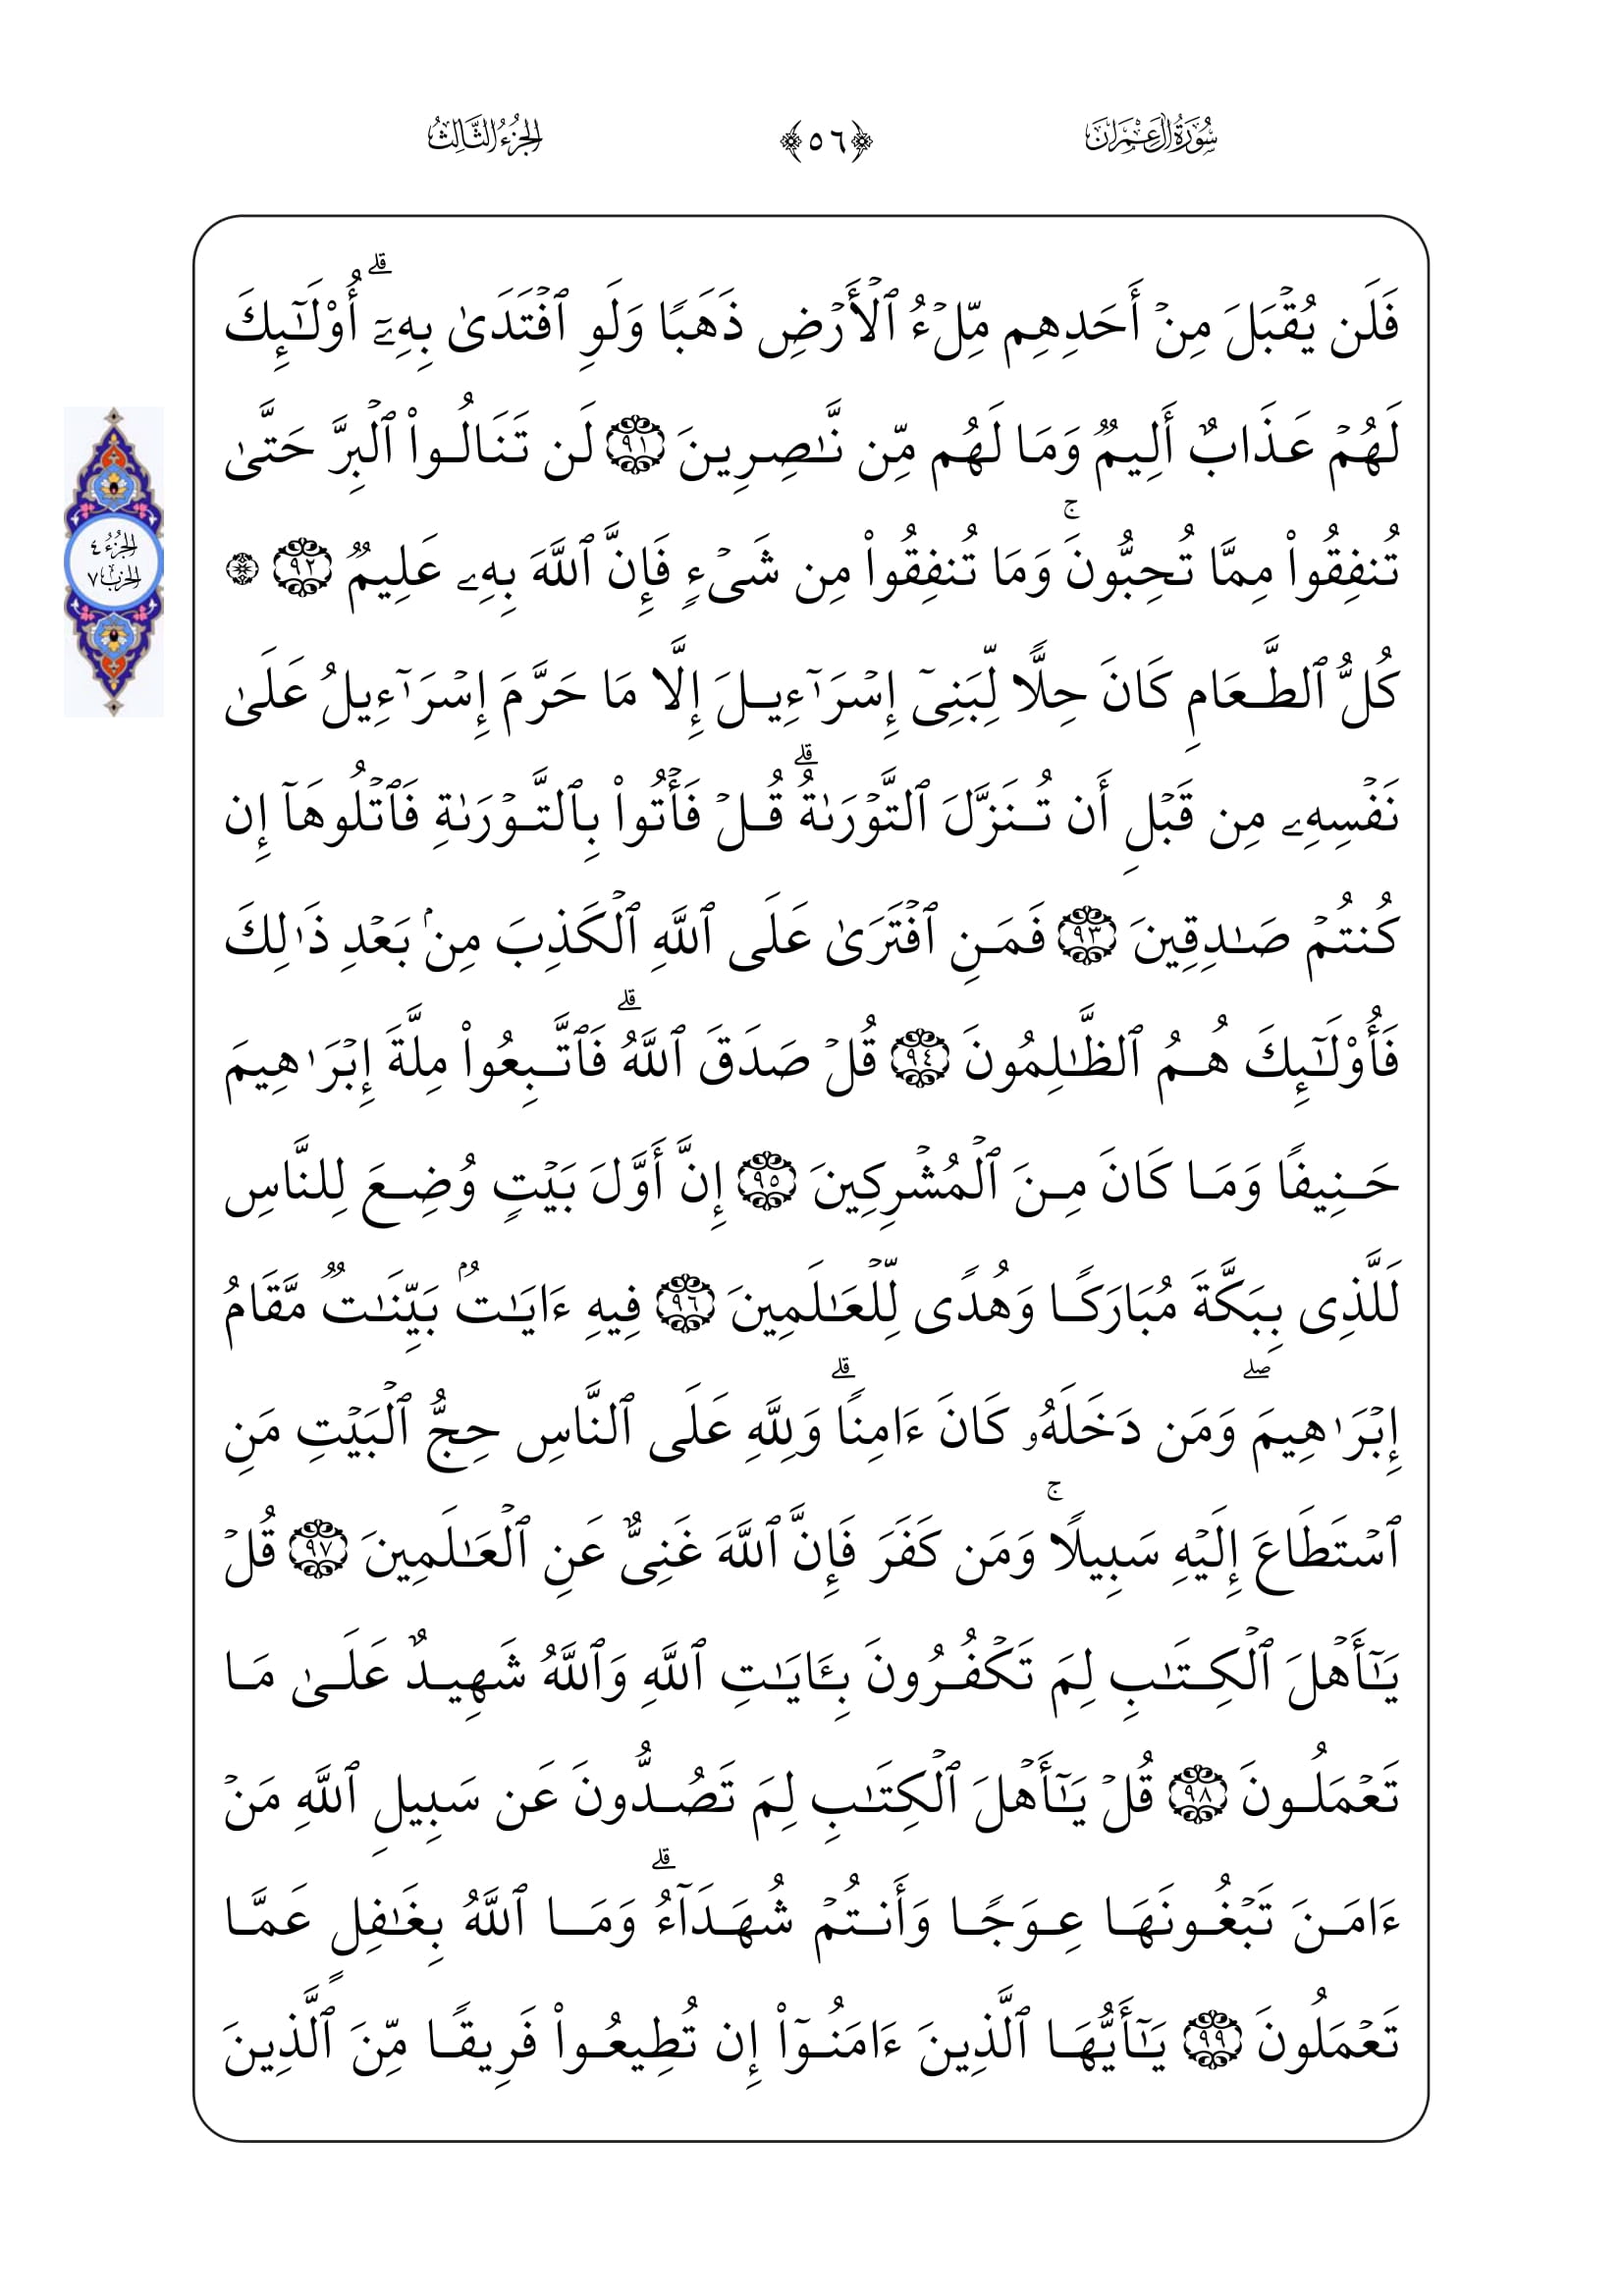 سُورَةُ آلِ عِمْرَانَ ٥٦ الجُزْءُ الثَّالِثُ
فَلَن يُقۡبَلَ مِنۡ أَحَدِهِم مِّلۡءُ ٱلۡأَرۡضِ ذَهَبٗا وَلَوِ ٱفۡتَدَىٰ بِهِۦٓۗ أُوْلَٰٓئِكَ
لَهُمۡ عَذَابٌ أَلِيمٞ وَمَا لَهُم مِّن نَّٰصِرِينَ ٩١ لَن تَنَالُواْ ٱلۡبِرَّ حَتَّىٰ
تُنفِقُواْ مِمَّا تُحِبُّونَۚ وَمَا تُنفِقُواْ مِن شَيۡءٖ فَإِنَّ ٱللَّهَ بِهِۦ عَلِيمٞ ٩٢ ۞
كُلُّ ٱلطَّعَامِ كَانَ حِلّٗا لِّبَنِيٓ إِسۡرَٰٓءِيلَ إِلَّا مَا حَرَّمَ إِسۡرَٰٓءِيلُ عَلَىٰ
نَفۡسِهِۦ مِن قَبۡلِ أَن تُنَزَّلَ ٱلتَّوۡرَىٰةُۗ قُلۡ فَأۡتُواْ بِٱلتَّوۡرَىٰةِ فَٱتۡلُوهَآ إِن
كُنتُمۡ صَٰدِقِينَ ٩٣ فَمَنِ ٱفۡتَرَىٰ عَلَى ٱللَّهِ ٱلۡكَذِبَ مِنۢ بَعۡدِ ذَٰلِكَ
فَأُوْلَٰٓئِكَ هُمُ ٱلظَّٰلِمُونَ ٩٤ قُلۡ صَدَقَ ٱللَّهُۗ فَٱتَّبِعُواْ مِلَّةَ إِبۡرَٰهِيمَ
حَنِيفٗا وَمَا كَانَ مِنَ ٱلۡمُشۡرِكِينَ ٩٥ إِنَّ أَوَّلَ بَيۡتٖ وُضِعَ لِلنَّاسِ
لَلَّذِي بِبَكَّةَ مُبَارَكٗا وَهُدٗى لِّلۡعَٰلَمِينَ ٩٦ فِيهِ ءَايَٰتُۢ بَيِّنَٰتٞ مَّقَامُ
إِبۡرَٰهِيمَۖ وَمَن دَخَلَهُۥ كَانَ ءَامِنٗاۗ وَلِلَّهِ عَلَى ٱلنَّاسِ حِجُّ ٱلۡبَيۡتِ مَنِ
ٱسۡتَطَاعَ إِلَيۡهِ سَبِيلٗاۚ وَمَن كَفَرَ فَإِنَّ ٱللَّهَ غَنِيٌّ عَنِ ٱلۡعَٰلَمِينَ ٩٧ قُلۡ
يَٰٓأَهۡلَ ٱلۡكِتَٰبِ لِمَ تَكۡفُرُونَ بِـَٔايَٰتِ ٱللَّهِ وَٱللَّهُ شَهِيدٌ عَلَىٰ مَا
تَعۡمَلُونَ ٩٨ قُلۡ يَٰٓأَهۡلَ ٱلۡكِتَٰبِ لِمَ تَصُدُّونَ عَن سَبِيلِ ٱللَّهِ مَنۡ
ءَامَنَ تَبۡغُونَهَا عِوَجٗا وَأَنتُمۡ شُهَدَآءُۗ وَمَا ٱللَّهُ بِغَٰفِلٍ عَمَّا
تَعۡمَلُونَ ٩٩ يَٰٓأَيُّهَا ٱلَّذِينَ ءَامَنُوٓاْ إِن تُطِيعُواْ فَرِيقٗا مِّنَ ٱلَّذِينَ
الجُزْءُ ٤
الحِزْبُ ٧